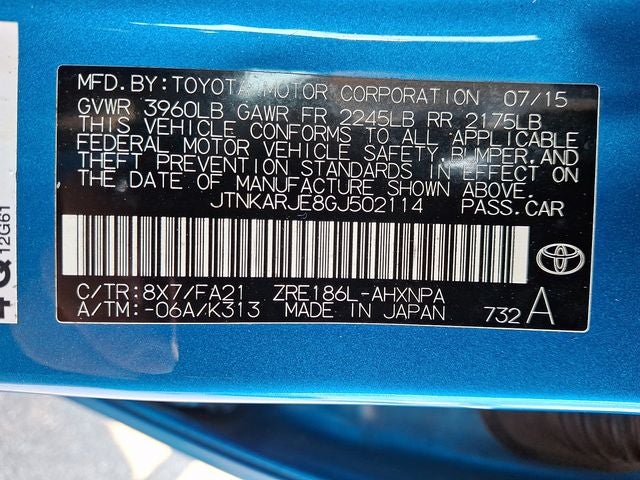 MFD.BY:TOYOTA MOTOR CORPORATION 07/15
GVWR 3960LB GAWR FR 2245LB RR 2175LB
THIS VEHICLE CONFORMS TO ALL APPLICABLE
FEDERAL MOTOR VEHICLE SAFETY,BUMPER,AND
THEFT PREVENTION STANDARDS IN EFFECT ON
THE DATE OF MANUFACTURE SHOWN ABOVE.
JTNKARJE8GJ502114 PASS.CAR
C/TR:8X7/FA21 ZRE186L-AHXNPA
A/TM:-06A/K313 MADE IN JAPAN 732 A
12G61